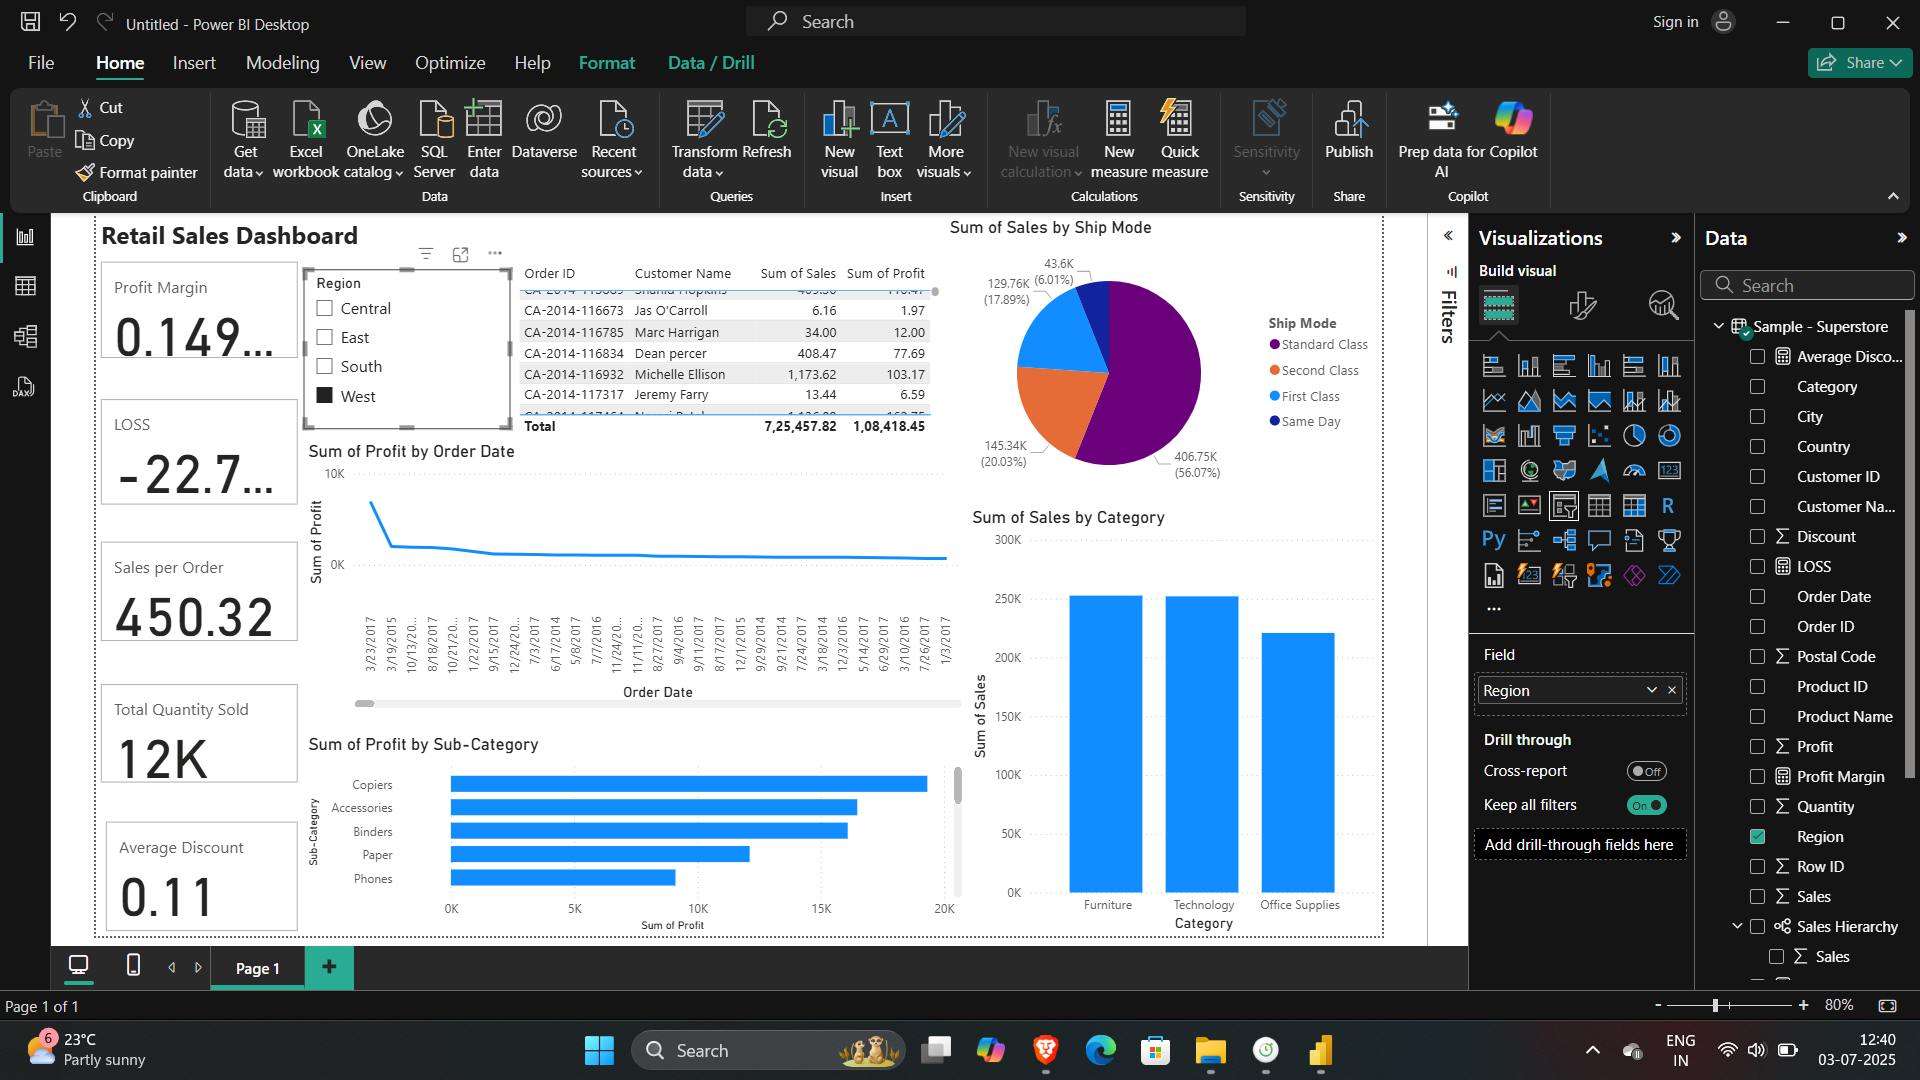 Untitled - Power BI Desktop
Search
Sign in
File Home Insert Modeling View Optimize Help Format Data / Drill
Share
Paste
Cut
Copy
Format painter
Clipboard
Get data
Excel workbook
OneLake catalog
SQL Server
Enter data
Dataverse
Recent sources
Data
Transform data
Refresh
Queries
New visual
Text box
More visuals
Insert
New visual calculation
New measure
Quick measure
Calculations
Sensitivity
Sensitivity
Publish
Share
Prep data for AI
Copilot
Copilot
Retail Sales Dashboard
Profit Margin
0.149...
LOSS
-22.7...
Sales per Order
450.32
Total Quantity Sold
12K
Average Discount
0.11
Region
Central
East
South
West
Order ID Customer Name Sum of Sales Sum of Profit
CA-2014-116673 Jas O'Carroll 6.16 1.97
CA-2014-116785 Marc Harrigan 34.00 12.00
CA-2014-116834 Dean percer 408.47 77.69
CA-2014-116932 Michelle Ellison 1,173.62 103.17
CA-2014-117317 Jeremy Farry 13.44 6.59
Total 7,25,457.82 1,08,418.45
Sum of Profit by Order Date
Sum of Profit
10K
0K
3/23/2017
3/19/2015
10/13/20...
8/18/2017
10/21/20...
1/22/2017
9/15/2017
12/24/20...
7/3/2017
6/17/2014
5/8/2017
7/7/2016
11/24/20...
11/11/20...
8/27/2017
9/4/2016
9/11/2017
8/17/2017
12/1/2015
9/29/2014
9/21/2014
7/24/2017
3/18/2014
12/3/2016
5/14/2017
6/29/2017
3/10/2016
7/26/2017
1/3/2017
Order Date
Sum of Profit by Sub-Category
Sub-Category
Copiers
Accessories
Binders
Paper
Phones
0K 5K 10K 15K 20K
Sum of Profit
Sum of Sales by Ship Mode
43.6K
(6.01%)
129.76K
(17.89%)
145.34K
(20.03%)
406.75K
(56.07%)
Ship Mode
Standard Class
Second Class
First Class
Same Day
Sum of Sales by Category
Sum of Sales
300K
250K
200K
150K
100K
50K
0K
Furniture Technology Office Supplies
Category
Filters
Visualizations
Build visual
123
R
Py
123
Field
Region
Drill through
Cross-report
Off
Keep all filters
On
Add drill-through fields here
Data
Search
Sample - Superstore
Average Disco...
Category
City
Country
Customer ID
Customer Na...
Discount
LOSS
Order Date
Order ID
Postal Code
Product ID
Product Name
Profit
Profit Margin
Quantity
Region
Row ID
Sales
Sales Hierarchy
Sales
DAX
Page 1
Page 1 of 1
80%
6
23°C
Partly sunny
Search
ENG
IN
12:40
03-07-2025